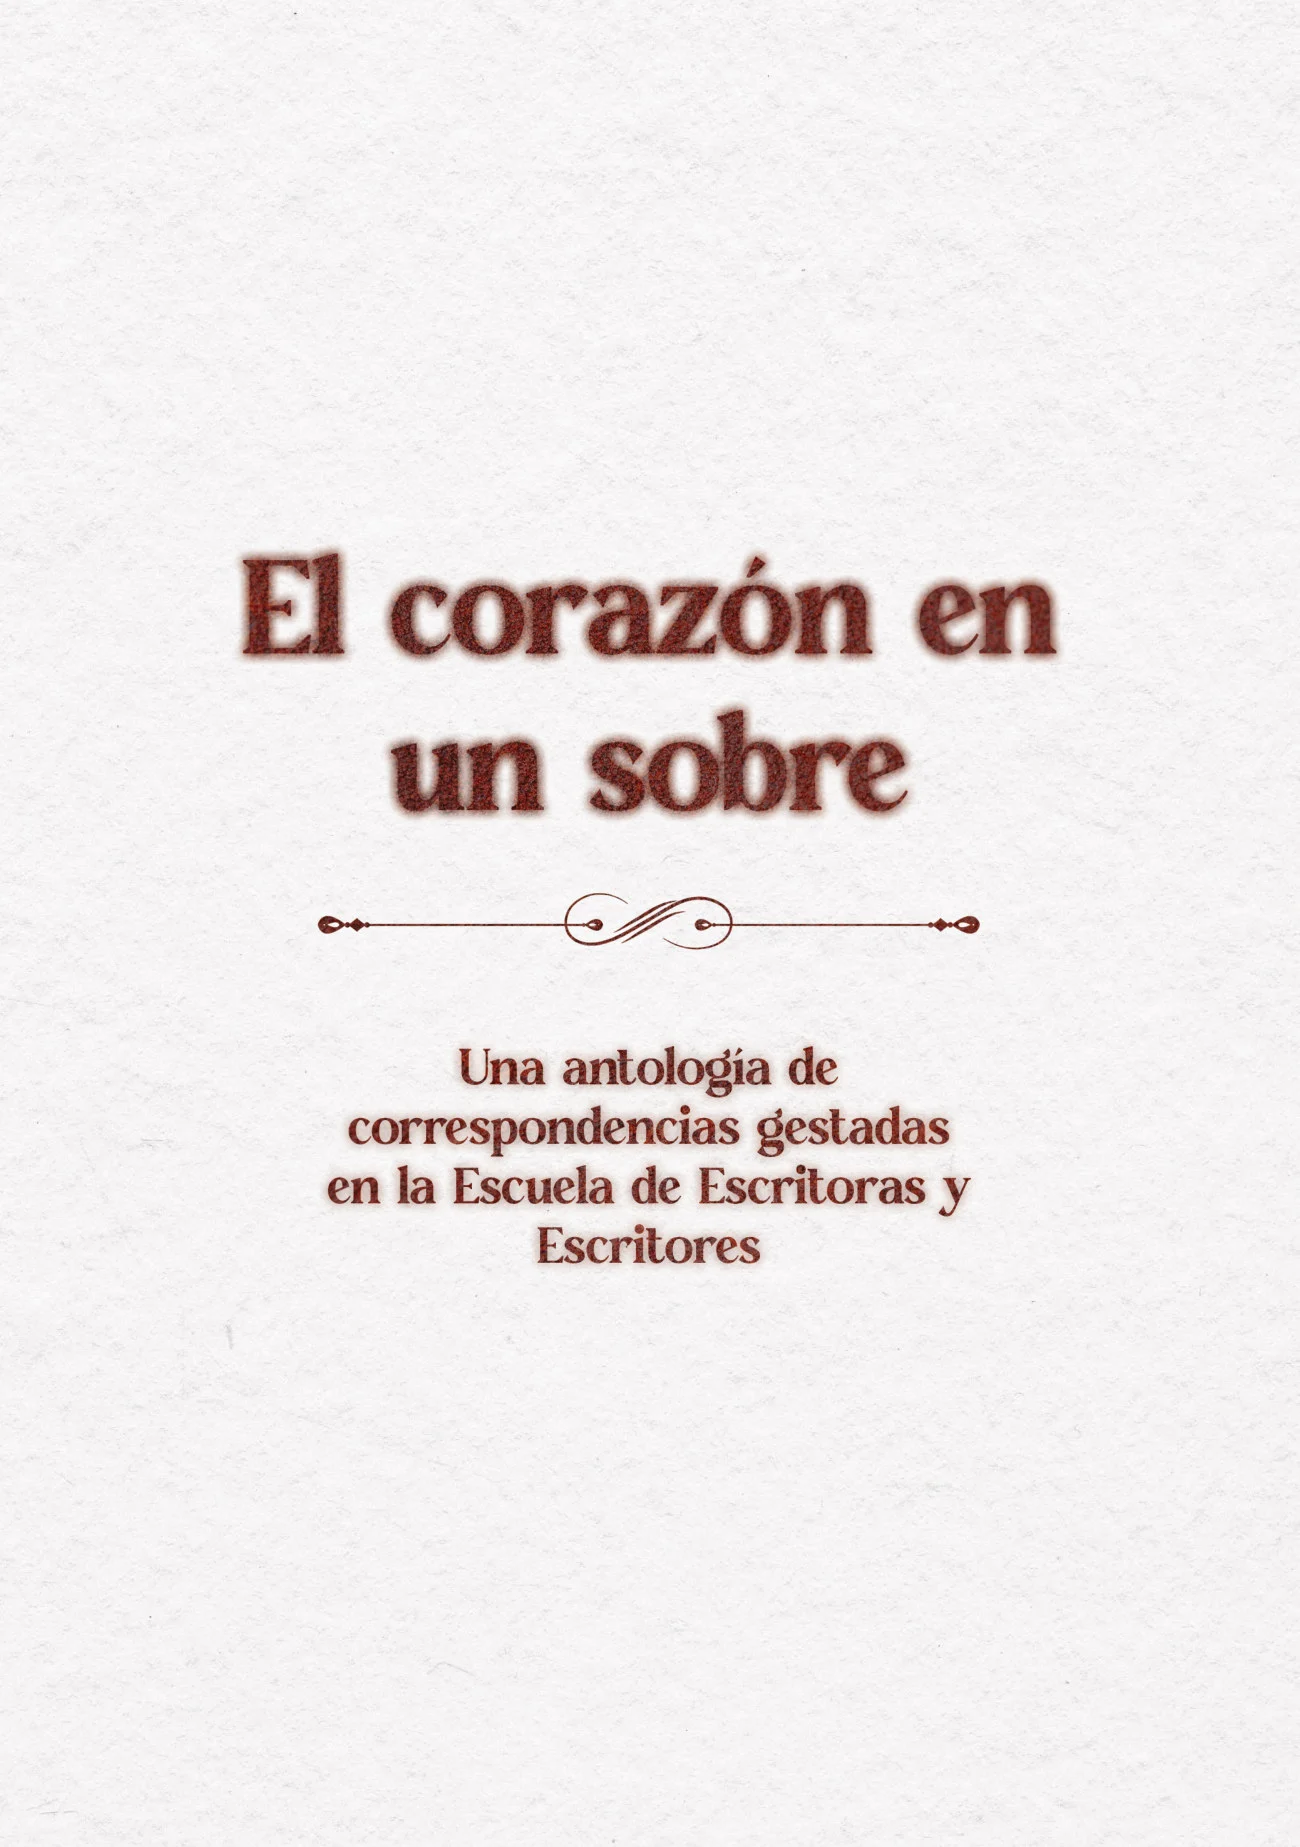 El corazón en
un sobre
Una antología de
correspondencias gestadas
en la Escuela de Escritoras y
Escritores